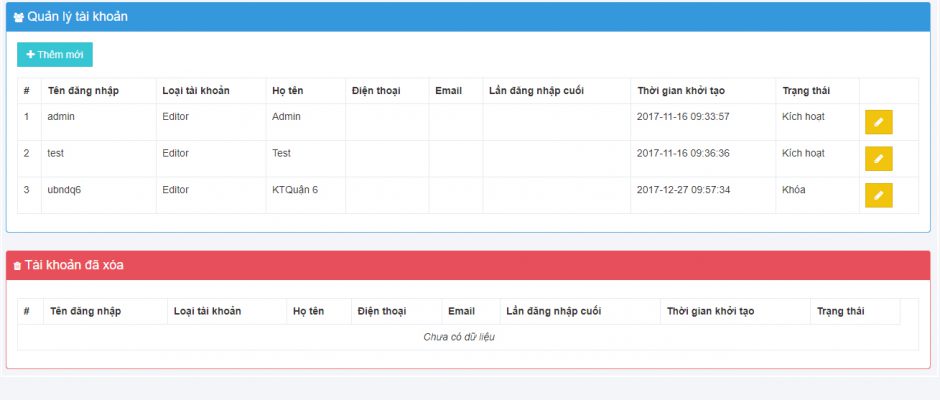 Quản lý tài khoản
Thêm mới
# Tên đăng nhập Loại tài khoản Họ tên Điện thoại Email Lần đăng nhập cuối Thời gian khởi tạo Trạng thái
1 admin Editor Admin 2017-11-16 09:33:57 Kích hoạt
2 test Editor Test 2017-11-16 09:36:36 Kích hoạt
3 ubndq6 Editor KTQuận 6 2017-12-27 09:57:34 Khóa
Tài khoản đã xóa
# Tên đăng nhập Loại tài khoản Họ tên Điện thoại Email Lần đăng nhập cuối Thời gian khởi tạo Trạng thái
Chưa có dữ liệu